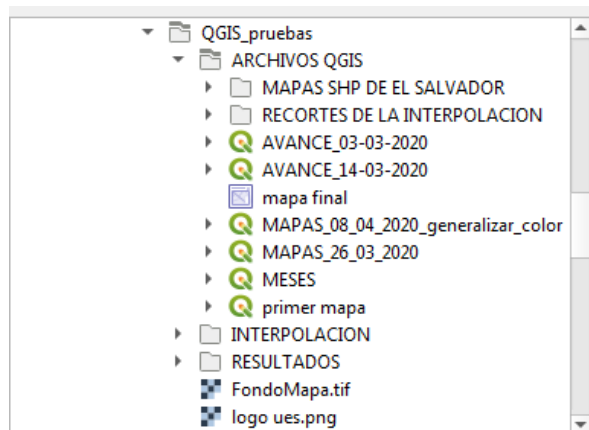 QGIS_pruebas
ARCHIVOS QGIS
MAPAS SHP DE EL SALVADOR
RECORTES DE LA INTERPOLACION
AVANCE_03-03-2020
AVANCE_14-03-2020
mapa final
MAPAS_08_04_2020_generalizar_color
MAPAS_26_03_2020
MESES
primer mapa
INTERPOLACION
RESULTADOS
FondoMapa.tif
logo ues.png